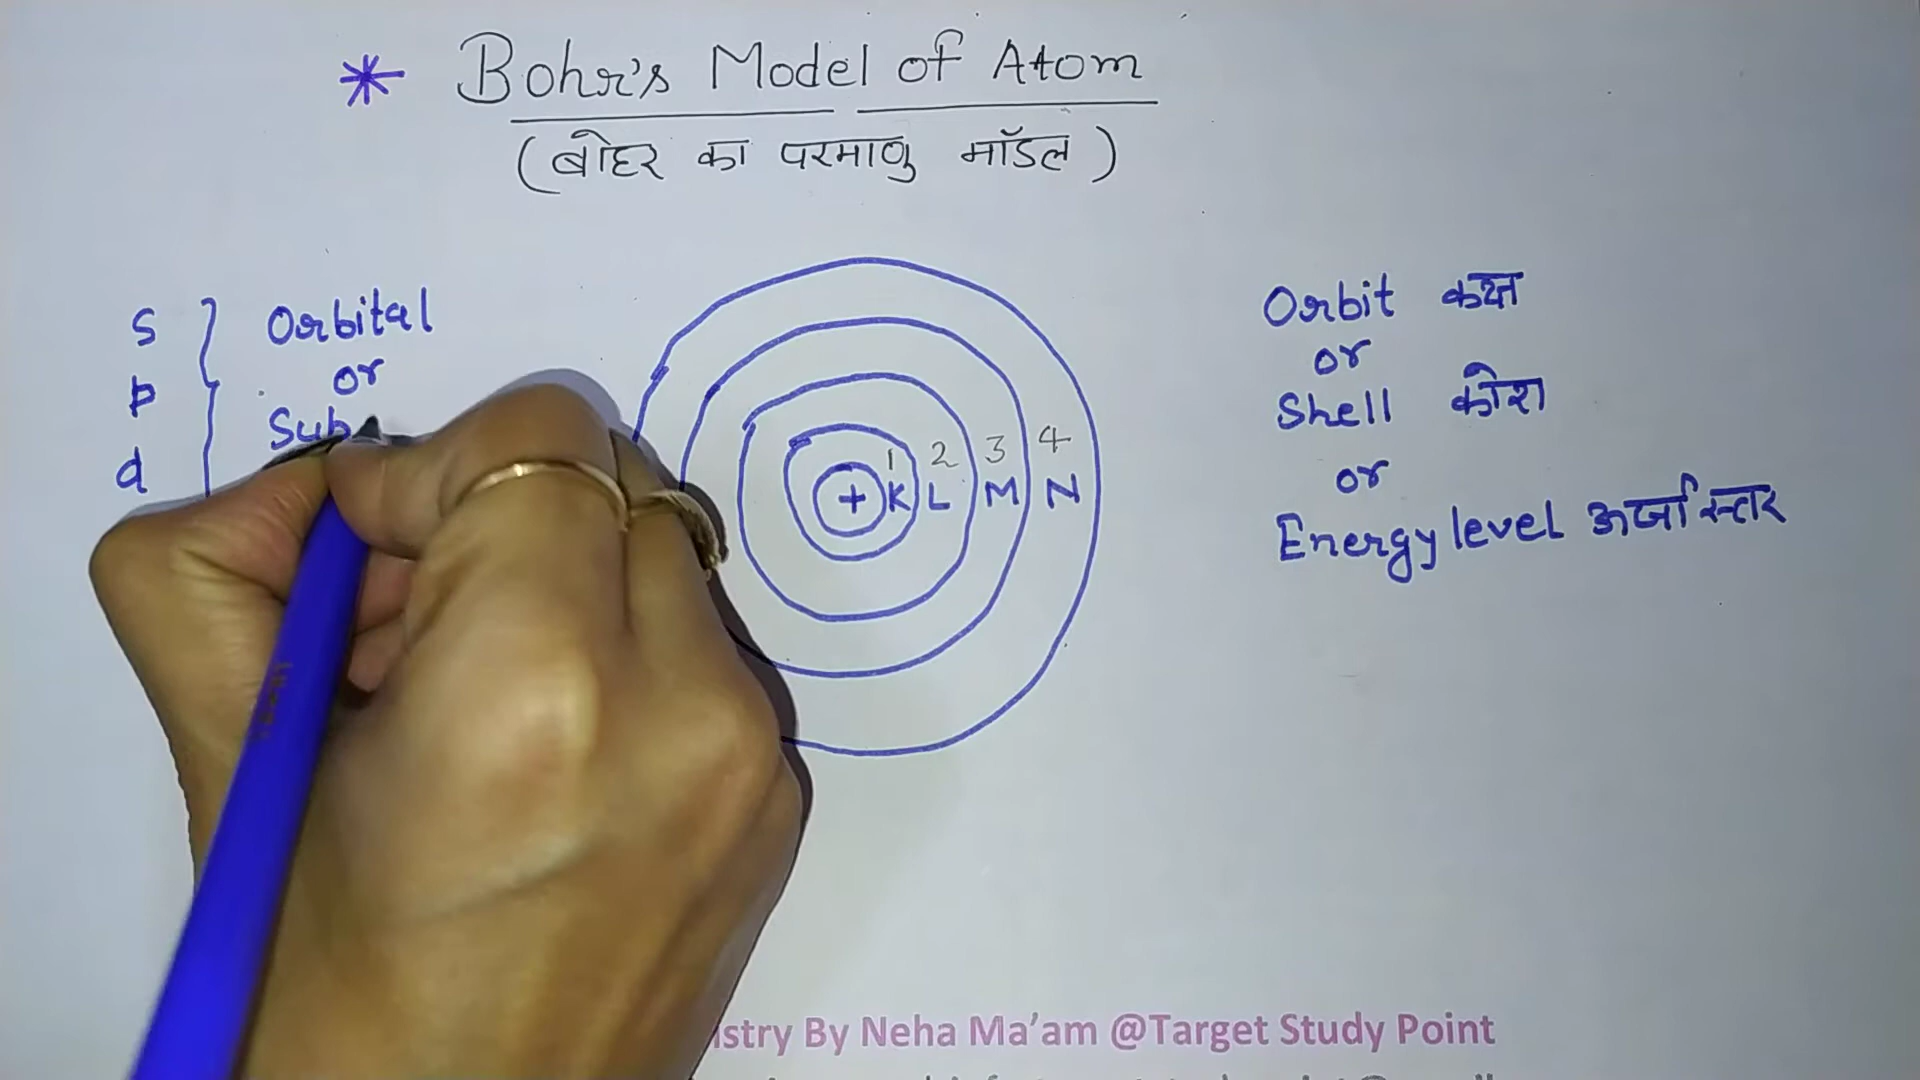 * Bohr's Model of Atom
(बोहर का परमाणु मॉडल)
s
p
d
Orbital
or
Sub
1 2 3 4
+ K L M N
Orbit कक्ष
or
Shell कोश
or
Energy level ऊर्जा स्तर
By Neha Ma'am @Target Study Point